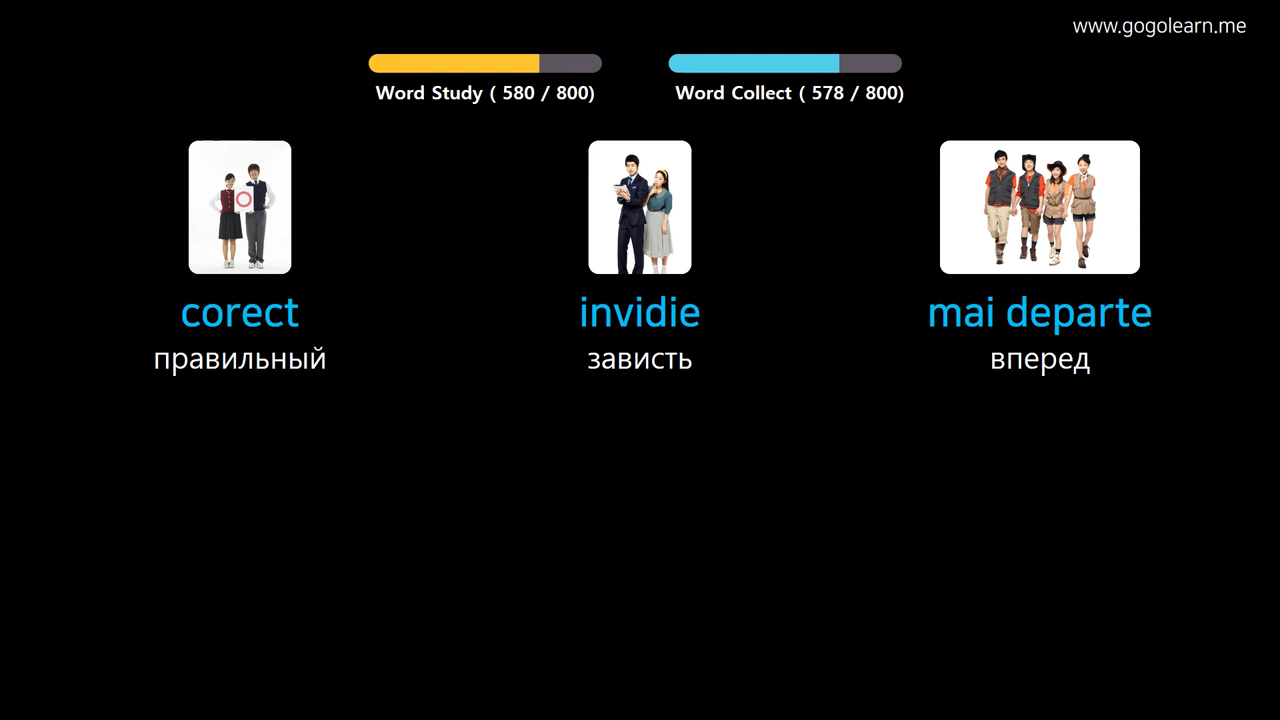 www.gogolearn.me
Word Study ( 580 / 800)
Word Collect ( 578 / 800)
corect
invidie
mai departe
правильный
зависть
вперед